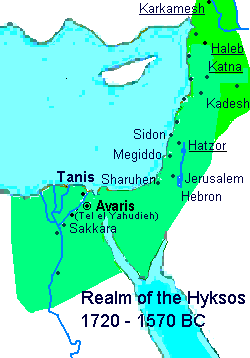 Karkamesh
Haleb
Katna
Kadesh
Sidon
Hatzor
Megiddo
Tanis
Sharuhen
Jerusalem
Hebron
Avaris
(Tel el Yahudieh)
Sakkara
Realm of the Hyksos
1720 - 1570 BC